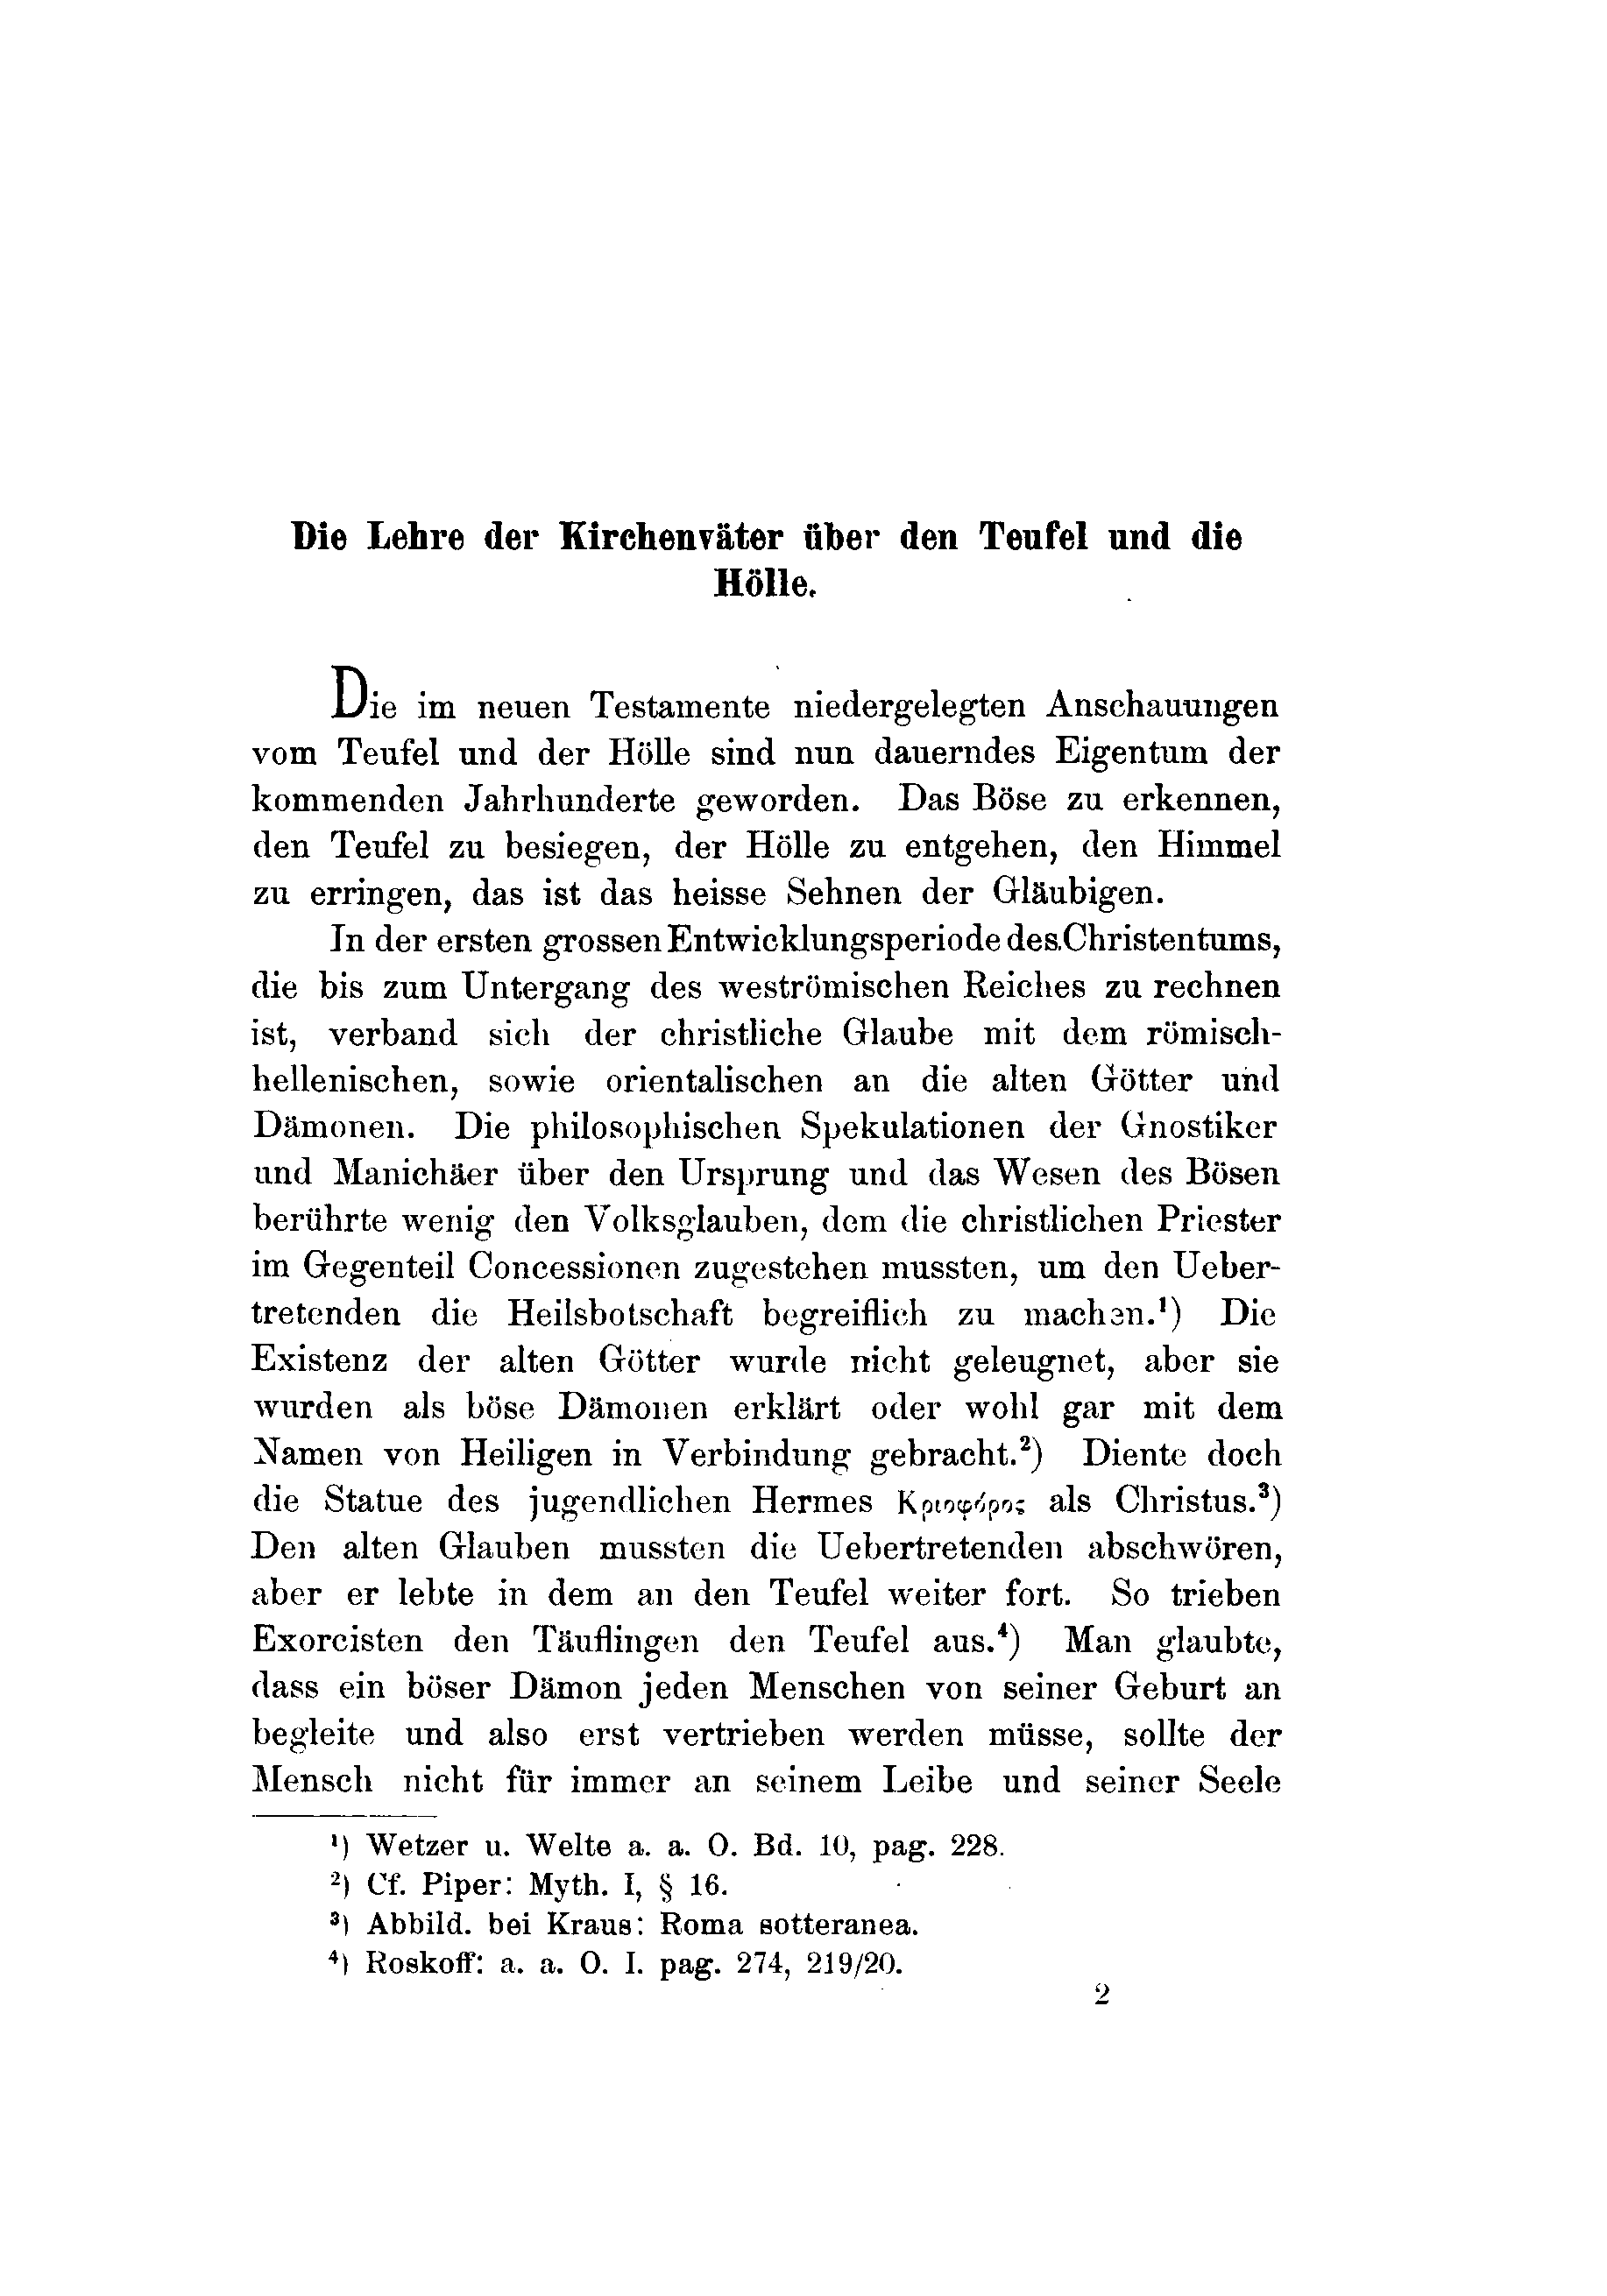 Die Lehre der Kirchenväter über den Teufel und die
Hölle.
Die im neuen Testamente niedergelegten Anschauungen
vom Teufel und der Hölle sind nun dauerndes Eigentum der
kommenden Jahrhunderte geworden. Das Böse zu erkennen,
den Teufel zu besiegen, der Hölle zu entgehen, den Himmel
zu erringen, das ist das heisse Sehnen der Gläubigen.
In der ersten grossen Entwicklungsperiode des Christentums,
die bis zum Untergang des weströmischen Reiches zu rechnen
ist, verband sich der christliche Glaube mit dem römisch-
hellenischen, sowie orientalischen an die alten Götter und
Dämonen. Die philosophischen Spekulationen der Gnostiker
und Manichäer über den Ursprung und das Wesen des Bösen
berührte wenig den Volksglauben, dem die christlichen Priester
im Gegenteil Concessionen zugestehen mussten, um den Ueber-
tretenden die Heilsbotschaft begreiflich zu machen.¹) Die
Existenz der alten Götter wurde nicht geleugnet, aber sie
wurden als böse Dämonen erklärt oder wohl gar mit dem
Namen von Heiligen in Verbindung gebracht.²) Diente doch
die Statue des jugendlichen Hermes Κριοφόρος als Christus.³)
Den alten Glauben mussten die Uebertretenden abschwören,
aber er lebte in dem an den Teufel weiter fort. So trieben
Exorcisten den Täuflingen den Teufel aus.⁴) Man glaubte,
dass ein böser Dämon jeden Menschen von seiner Geburt an
begleite und also erst vertrieben werden müsse, sollte der
Mensch nicht für immer an seinem Leibe und seiner Seele
¹) Wetzer u. Welte a. a. O. Bd. 10, pag. 228.
²) Cf. Piper: Myth. I, § 16.
³) Abbild. bei Kraus: Roma sotteranea.
⁴) Roskoff: a. a. O. I. pag. 274, 219/20.
2